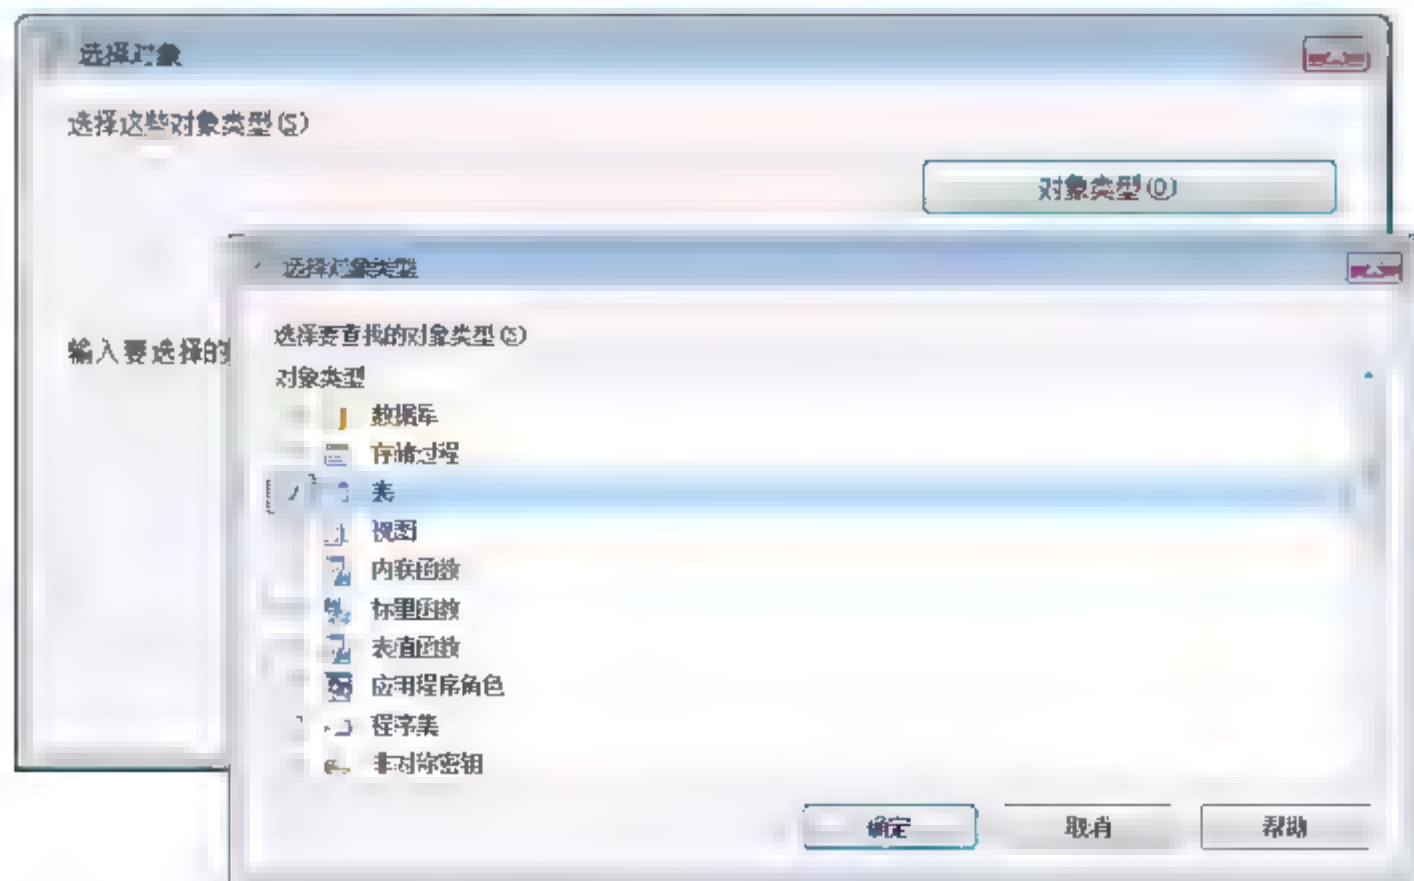 选择对象
选择这些对象类型(S)
对象类型(O)
输入要选择的
选择对象类型
选择要查找的对象类型(S)
对象类型
数据库
存储过程
表
视图
内联函数
标量函数
表值函数
应用程序角色
程序集
非对称密钥
确定
取消
帮助